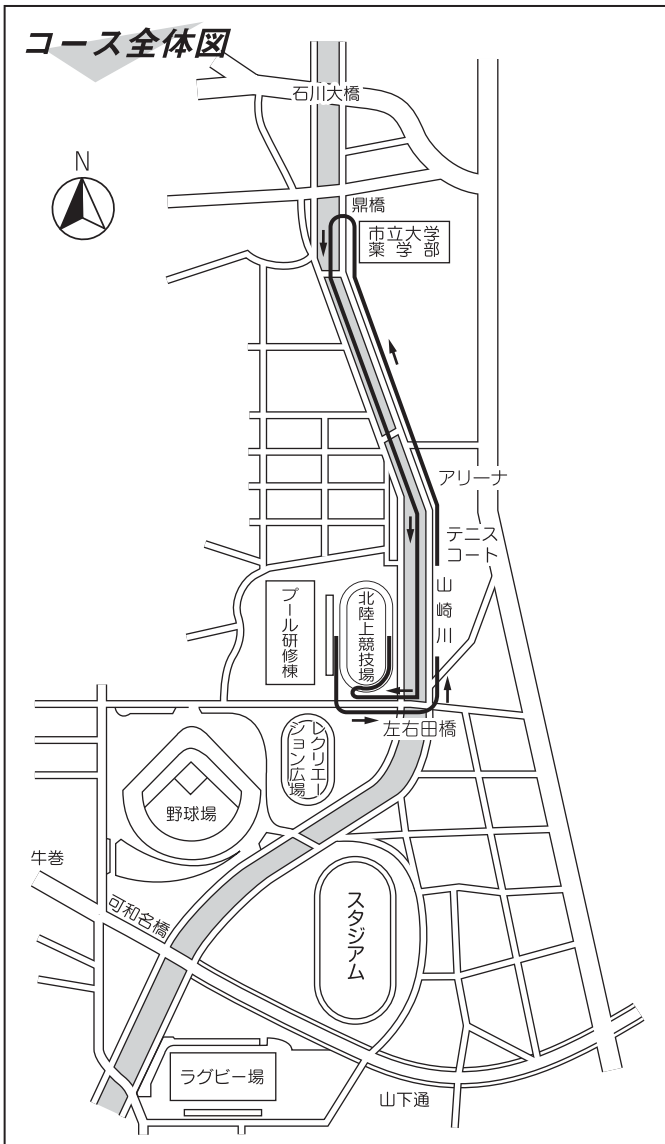 コース全体図
石川大橋
N
鼎橋
市立大学
薬学部
アリーナ
テニス
コート
山崎川
北陸上競技場
プール研修棟
左右田橋
レクリエー
ション広場
野球場
牛巻
可和名橋
スタジアム
ラグビー場
山下通